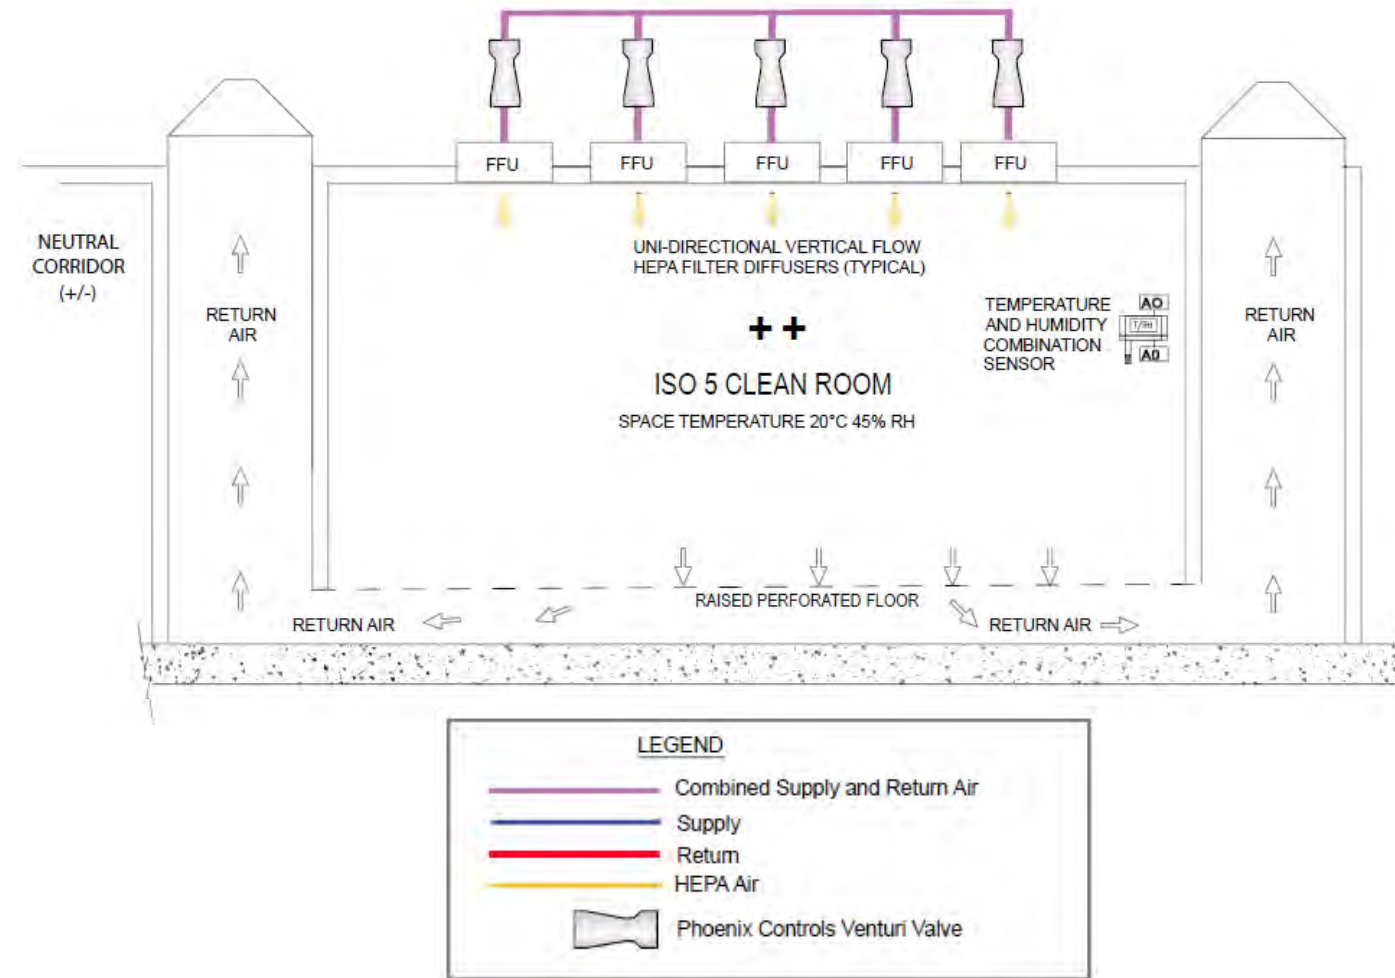 FFU
FFU
FFU
FFU
FFU
NEUTRAL
CORRIDOR
(+/-)
RETURN
AIR
UNI-DIRECTIONAL VERTICAL FLOW
HEPA FILTER DIFFUSERS (TYPICAL)
++
ISO 5 CLEAN ROOM
SPACE TEMPERATURE 20°C 45% RH
TEMPERATURE
AND HUMIDITY
COMBINATION
SENSOR
AO
T/RH
AO
RETURN
AIR
RAISED PERFORATED FLOOR
RETURN AIR
RETURN AIR
LEGEND
Combined Supply and Return Air
Supply
Return
HEPA Air
Phoenix Controls Venturi Valve